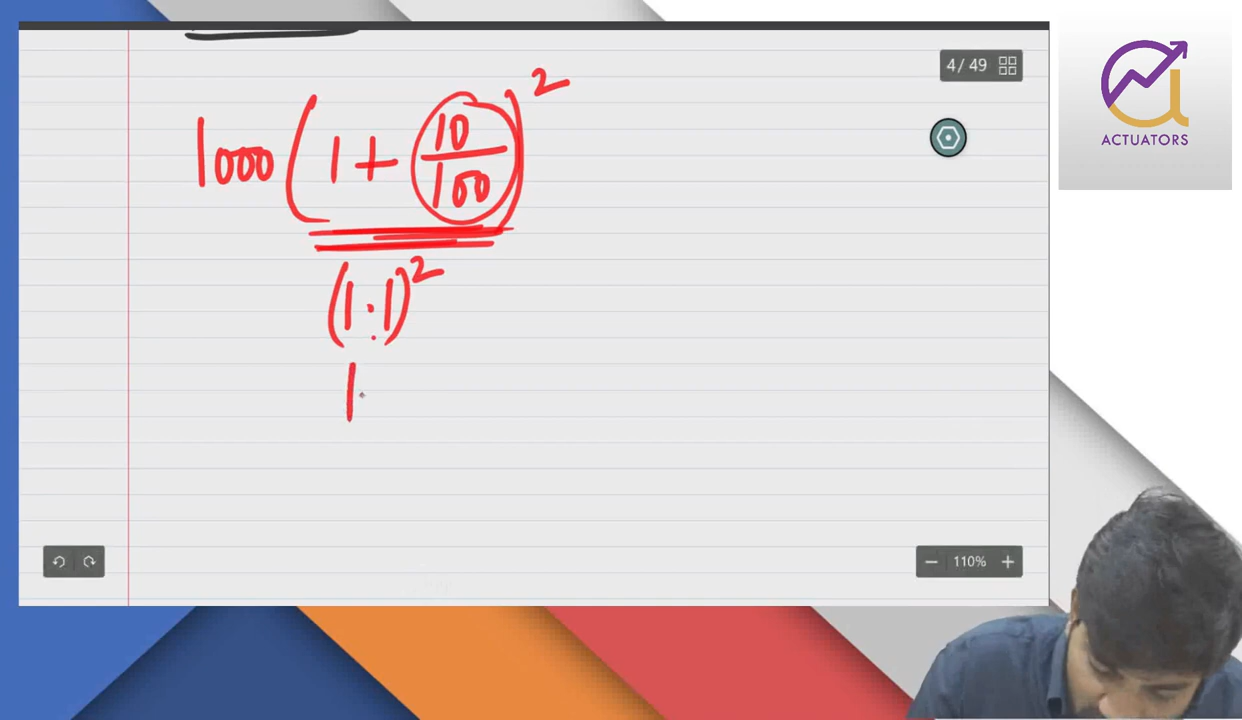 4 / 49
ACTUATORS
1000 ( 1 + 10/100 )²
(1.1)²
1.
110%